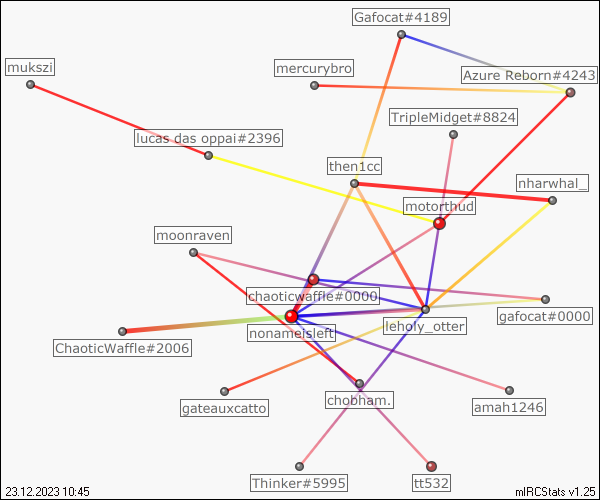 Gafocat#4189
mukszi
mercurybro
Azure Reborn#4243
TripleMidget#8824
lucas das oppai#2396
then1cc
nharwhal_
motorthud
moonraven
chaoticwaffle#0000
gafocat#0000
nonameisleft
leholy_otter
ChaoticWaffle#2006
gateauxcatto
chobham.
amah1246
Thinker#5995
tt532
23.12.2023 10:45
mIRCStats v1.25